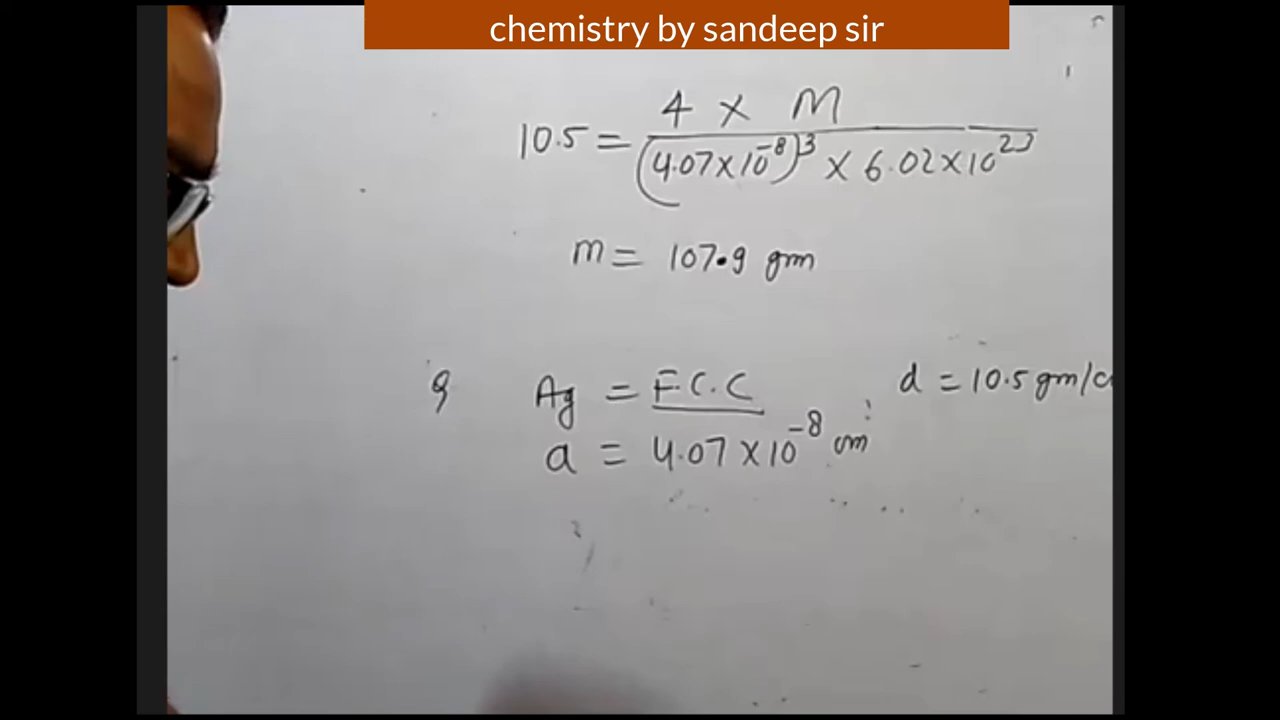 chemistry by sandeep sir
4 × M
10.5 = (4.07×10⁻⁸)³ × 6.02×10²³
m = 107.9 gm
Q Ag = F.C.C d = 10.5 gm/c
a = 4.07×10⁻⁸ cm